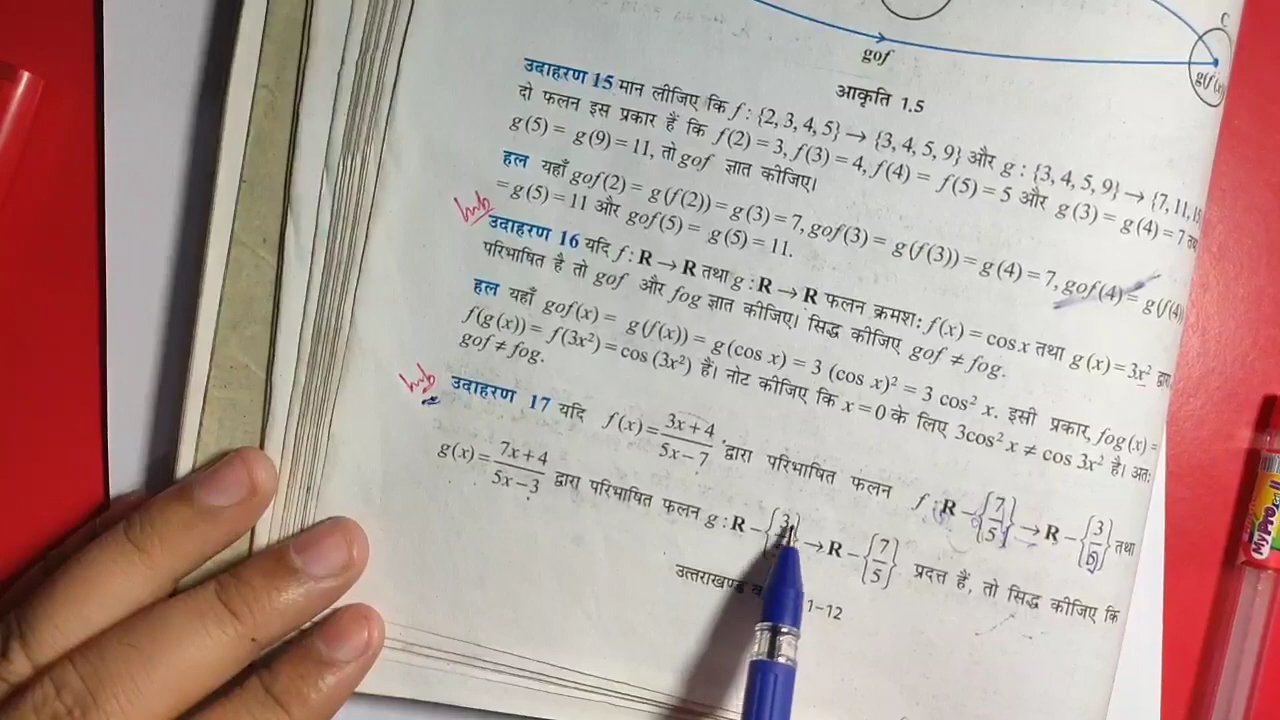 C
gof
g(f(x)
आकृति 1.5
उदाहरण 15 मान लीजिए कि f : {2, 3, 4, 5} → {3, 4, 5, 9} और g : {3, 4, 5, 9} → {7, 11, 15
दो फलन इस प्रकार हैं कि f(2) = 3, f(3) = 4, f(4) = f(5) = 5 और g(3) = g(4) = 7 तथा
g(5) = g(9) = 11, तो gof ज्ञात कीजिए।
हल यहाँ gof(2) = g(f(2)) = g(3) = 7, gof(3) = g(f(3)) = g(4) = 7, gof(4) = g(f(4))
= g(5) = 11 और gof(5) = g(5) = 11.
Imb
उदाहरण 16 यदि f : R → R तथा g : R → R फलन क्रमशः f(x) = cos x तथा g(x) = 3x² द्वारा
परिभाषित है तो gof और fog ज्ञात कीजिए। सिद्ध कीजिए gof ≠ fog.
हल यहाँ gof(x) = g(f(x)) = g(cos x) = 3 (cos x)² = 3 cos² x. इसी प्रकार, fog(x) =
f(g(x)) = f(3x²) = cos (3x²) हैं। नोट कीजिए कि x = 0 के लिए 3cos² x ≠ cos 3x² है। अतः
gof ≠ fog.
Imb
उदाहरण 17 यदि f(x) = (3x + 4)/(5x − 7) द्वारा परिभाषित फलन f : R − {7/5} → R − {3/5} तथा
g(x) = (7x + 4)/(5x − 3) द्वारा परिभाषित फलन g : R − {3 } → R − {7/5} प्रदत्त है, तो सिद्ध कीजिए कि
उत्तराखण्ड 1-12
MyPro